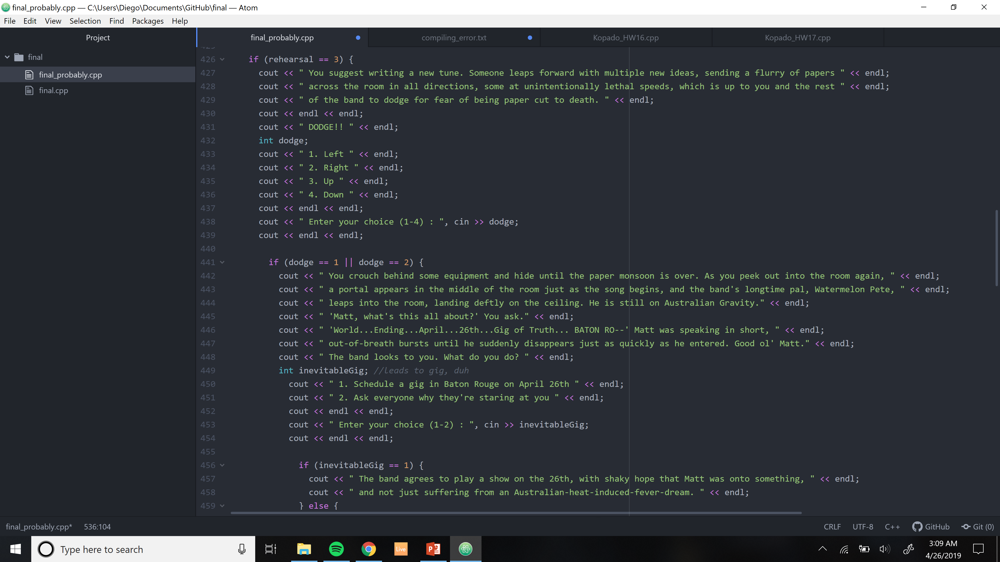 final_probably.cpp — C:\Users\Diego\Documents\GitHub\final — Atom
File Edit View Selection Find Packages Help
Project
final_probably.cpp compiling_error.txt Kopado_HW16.cpp Kopado_HW17.cpp
final
final_probably.cpp
final.cpp
426 if (rehearsal == 3) {
427 cout << " You suggest writing a new tune. Someone leaps forward with multiple new ideas, sending a flurry of papers " << endl;
428 cout << " across the room in all directions, some at unintentionally lethal speeds, which is up to you and the rest " << endl;
429 cout << " of the band to dodge for fear of being paper cut to death. " << endl;
430 cout << endl << endl;
431 cout << " DODGE!! " << endl;
432 int dodge;
433 cout << " 1. Left " << endl;
434 cout << " 2. Right " << endl;
435 cout << " 3. Up " << endl;
436 cout << " 4. Down " << endl;
437 cout << endl << endl;
438 cout << " Enter your choice (1-4) : ", cin >> dodge;
439 cout << endl << endl;
440
441 if (dodge == 1 || dodge == 2) {
442 cout << " You crouch behind some equipment and hide until the paper monsoon is over. As you peek out into the room again, " << endl;
443 cout << " a portal appears in the middle of the room just as the song begins, and the band's longtime pal, Watermelon Pete, " << endl;
444 cout << " leaps into the room, landing deftly on the ceiling. He is still on Australian Gravity." << endl;
445 cout << " 'Matt, what's this all about?' You ask." << endl;
446 cout << " 'World...Ending...April...26th...Gig of Truth... BATON RO--' Matt was speaking in short, " << endl;
447 cout << " out-of-breath bursts until he suddenly disappears just as quickly as he entered. Good ol' Matt." << endl;
448 cout << " The band looks to you. What do you do? " << endl;
449 int inevitableGig; //leads to gig, duh
450 cout << " 1. Schedule a gig in Baton Rouge on April 26th " << endl;
451 cout << " 2. Ask everyone why they're staring at you " << endl;
452 cout << endl << endl;
453 cout << " Enter your choice (1-2) : ", cin >> inevitableGig;
454 cout << endl << endl;
455
456 if (inevitableGig == 1) {
457 cout << " The band agrees to play a show on the 26th, with shaky hope that Matt was onto something, " << endl;
458 cout << " and not just suffering from an Australian-heat-induced-fever-dream. " << endl;
459 } else {
final_probably.cpp* 536:104 CRLF UTF-8 C++ GitHub Git (0)
Type here to search
Live
3:09 AM
4/26/2019